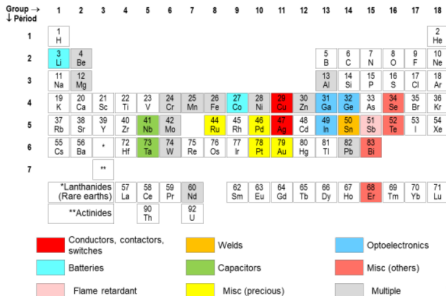 Group → 1 2 3 4 5 6 7 8 9 10 11 12 13 14 15 16 17 18
↓ Period
1 1 H 2 He
2 3 Li 4 Be 5 B 6 C 7 N 8 O 9 F 10 Ne
3 11 Na 12 Mg 13 Al 14 Si 15 P 16 S 17 Cl 18 Ar
4 19 K 20 Ca 21 Sc 22 Ti 23 V 24 Cr 25 Mn 26 Fe 27 Co 28 Ni 29 Cu 30 Zn 31 Ga 32 Ge 33 As 34 Se 35 Br 36 Kr
5 37 Rb 38 Sr 39 Y 40 Zr 41 Nb 42 Mo 44 Ru 45 Rh 46 Pd 47 Ag 48 Cd 49 In 50 Sn 51 Sb 52 Te 53 I 54 Xe
6 55 Cs 56 Ba * 72 Hf 73 Ta 74 W 75 Re 76 Os 77 Ir 78 Pt 79 Au 80 Hg 81 Tl 82 Pb 83 Bi
7 **
*Lanthanides (Rare earths) 57 La 58 Ce 59 Pr 60 Nd 62 Sm 63 Eu 64 Gd 65 Tb 66 Dy 67 Ho 68 Er 69 Tm 70 Yb 71 Lu
**Actinides 90 Th 92 U
Conductors, contactors, switches
Welds
Optoelectronics
Batteries
Capacitors
Misc (others)
Flame retardant
Misc (precious)
Multiple